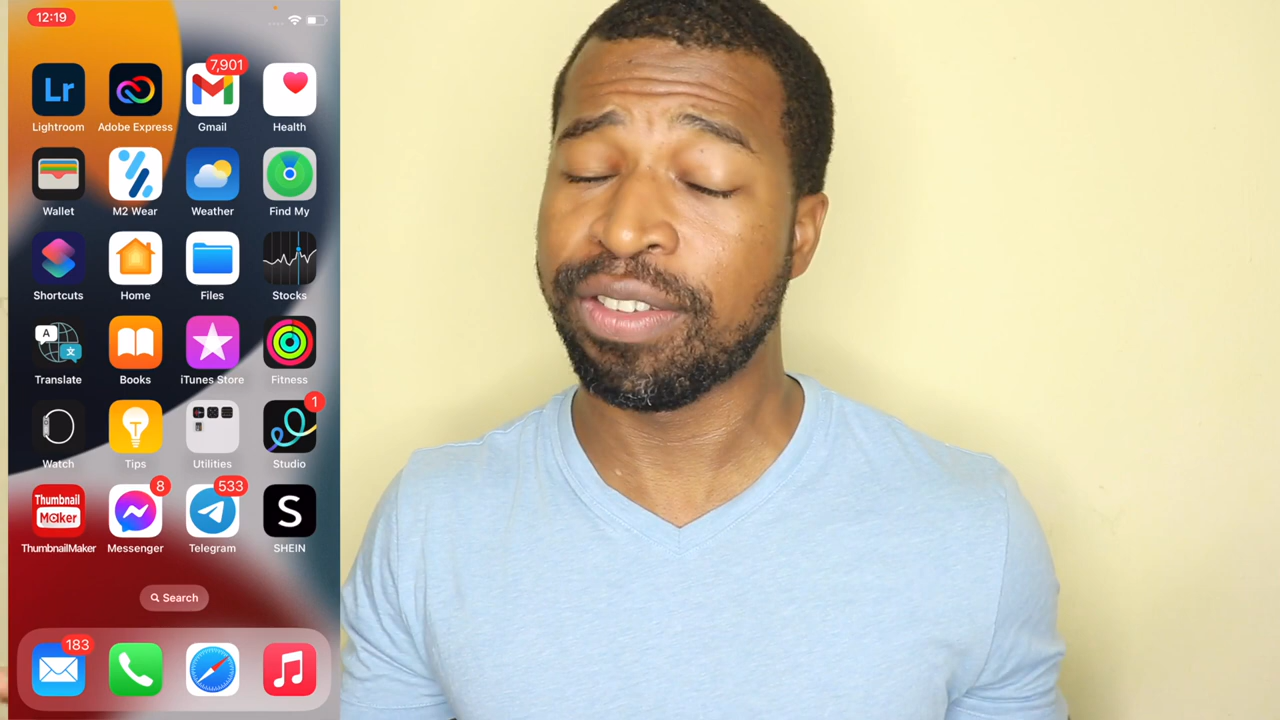 12:19
7,901
Lr
Lightroom
Adobe Express
Gmail
Health
Wallet
M2 Wear
Weather
Find My
Shortcuts
Home
Files
Stocks
A
文
Translate
Books
iTunes Store
Fitness
1
Watch
Tips
Utilities
Studio
8
533
Thumbnail
Maker
S
ThumbnailMaker
Messenger
Telegram
SHEIN
Search
183